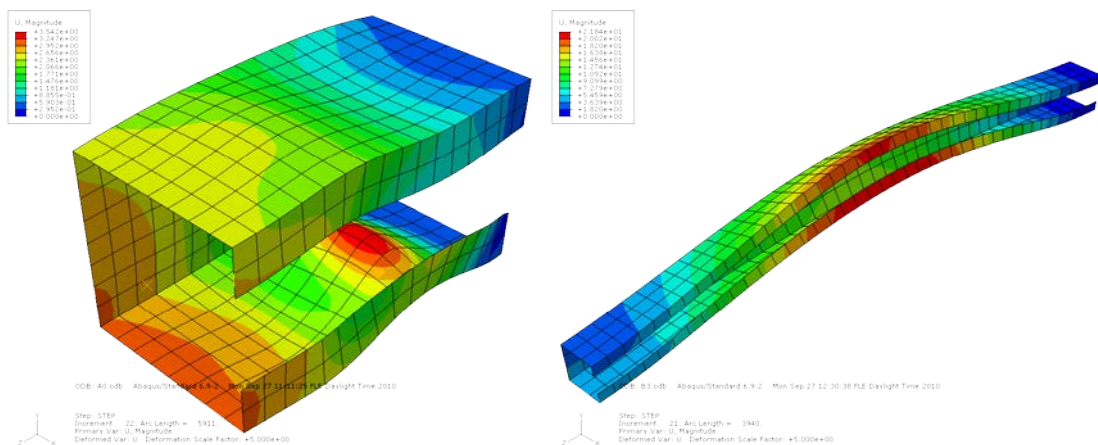 U, Magnitude
+3.542e+00
+3.247e+00
+2.952e+00
+2.656e+00
+2.361e+00
+2.066e+00
+1.771e+00
+1.476e+00
+1.181e+00
+8.855e-01
+5.903e-01
+2.952e-01
+0.000e+00
ODB: A0.odb Abaqus/Standard 6.9-2 Mon Sep 27 11:11:25 FLE Daylight Time 2010
Step: STEP
Increment 22: Arc Length = 5911.
Primary Var: U, Magnitude
Deformed Var: U Deformation Scale Factor: +5.000e+00
Y
Z
X
U, Magnitude
+2.184e+01
+2.002e+01
+1.820e+01
+1.638e+01
+1.456e+01
+1.274e+01
+1.092e+01
+9.099e+00
+7.279e+00
+5.459e+00
+3.639e+00
+1.820e+00
+0.000e+00
ODB: B3.odb Abaqus/Standard 6.9-2 Mon Sep 27 12:30:38 FLE Daylight Time 2010
Step: STEP
Increment 21: Arc Length = 3940.
Primary Var: U, Magnitude
Deformed Var: U Deformation Scale Factor: +5.000e+00
Y
Z
X